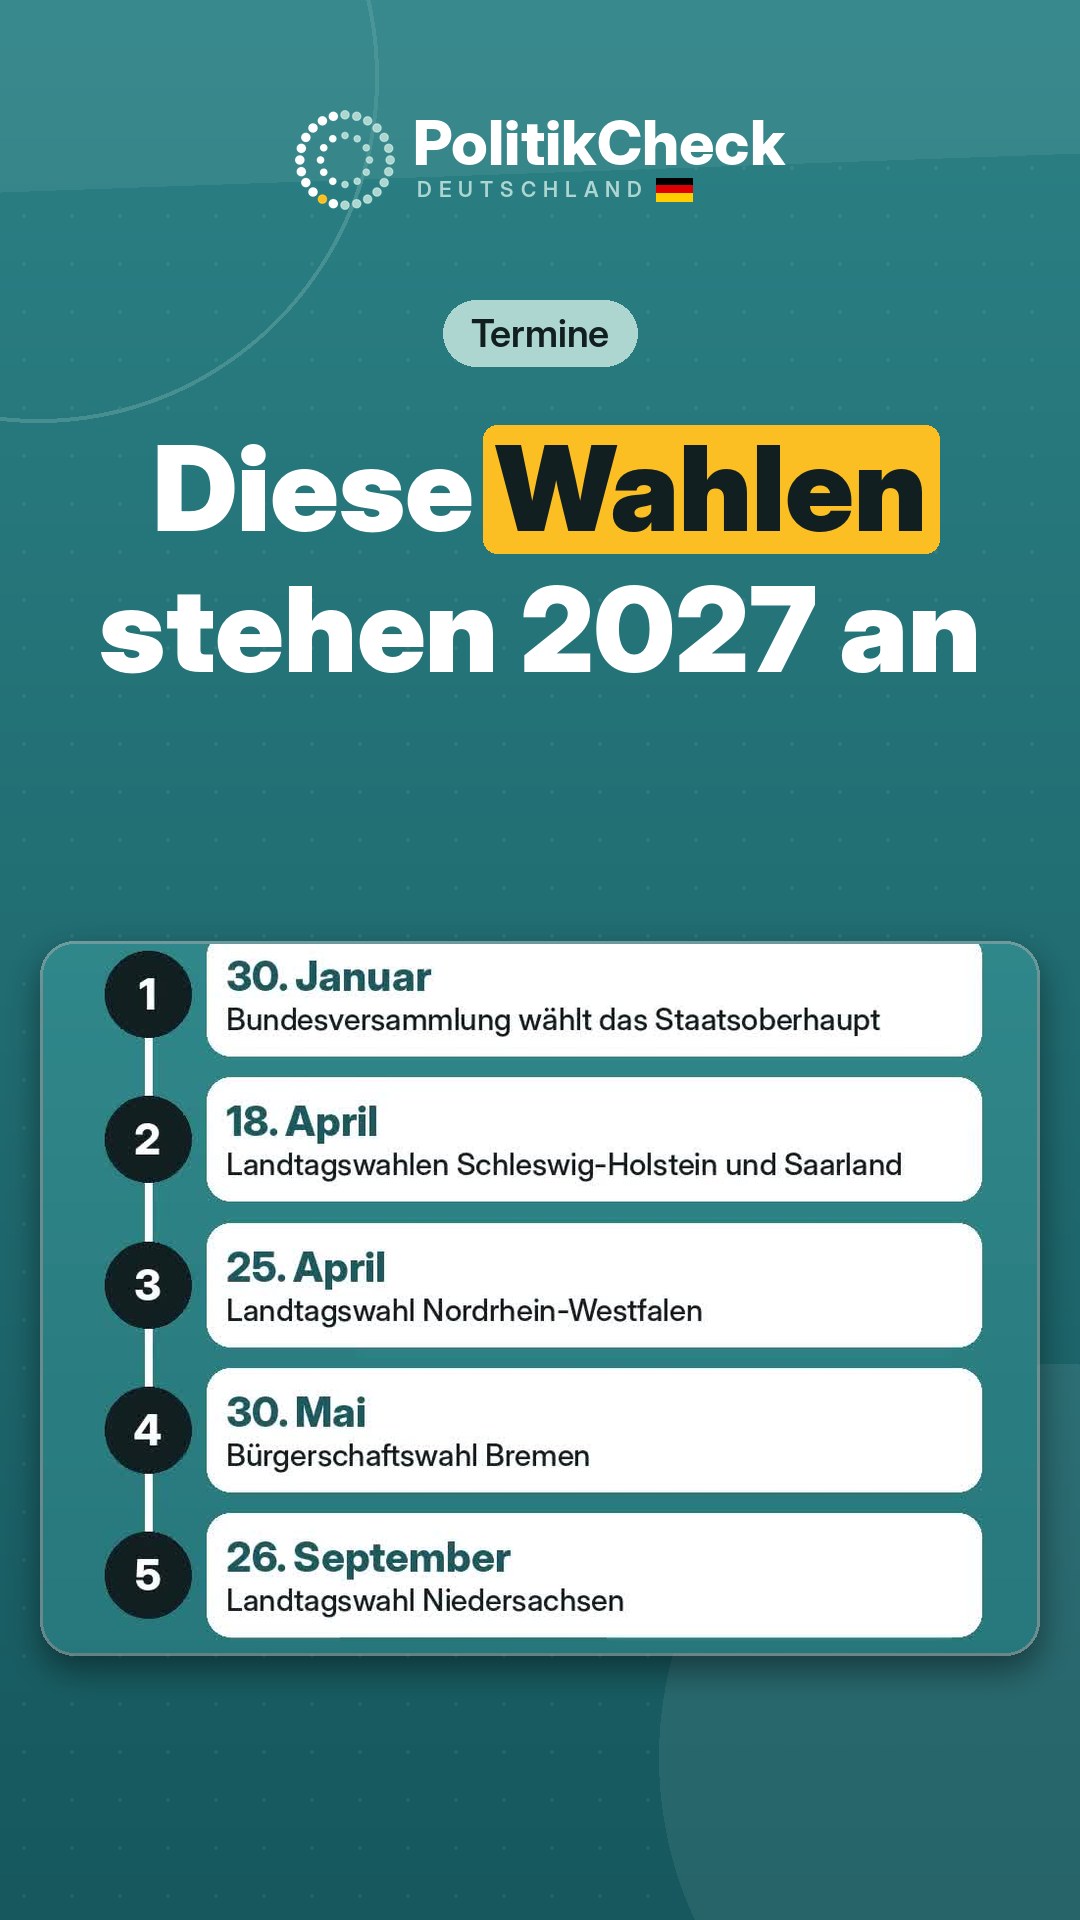 PolitikCheck
DEUTSCHLAND
Termine
Diese Wahlen
stehen 2027 an
1
30. Januar
Bundesversammlung wählt das Staatsoberhaupt
2
18. April
Landtagswahlen Schleswig-Holstein und Saarland
3
25. April
Landtagswahl Nordrhein-Westfalen
4
30. Mai
Bürgerschaftswahl Bremen
5
26. September
Landtagswahl Niedersachsen